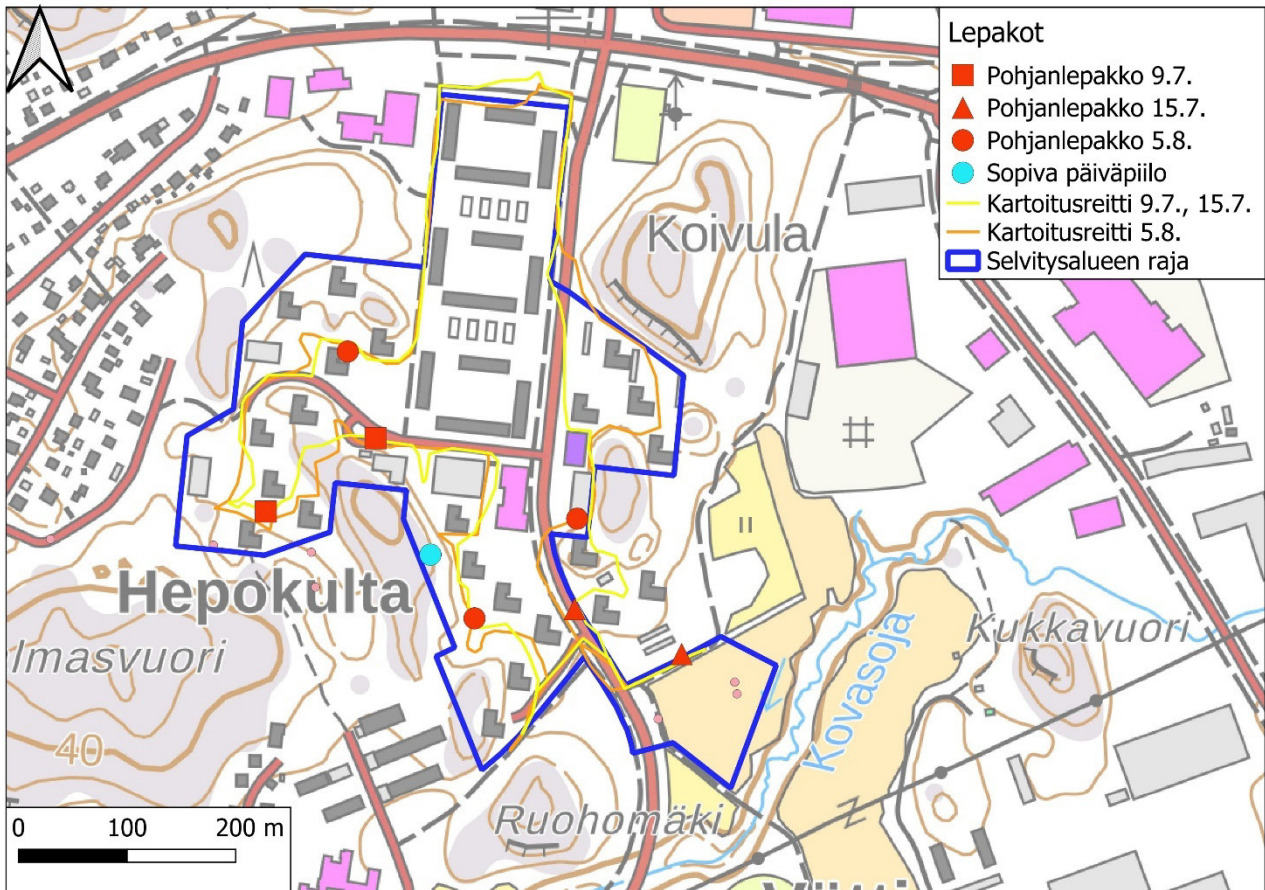 Lepakot
Pohjanlepakko 9.7.
Pohjanlepakko 15.7.
Pohjanlepakko 5.8.
Sopiva päiväpiilo
Kartoitusreitti 9.7., 15.7.
Kartoitusreitti 5.8.
Selvitysalueen raja
Koivula
Hepokulta
Ilmasvuori
Kukkavuori
Kovasoja
40
Ruohomäki
0 100 200 m